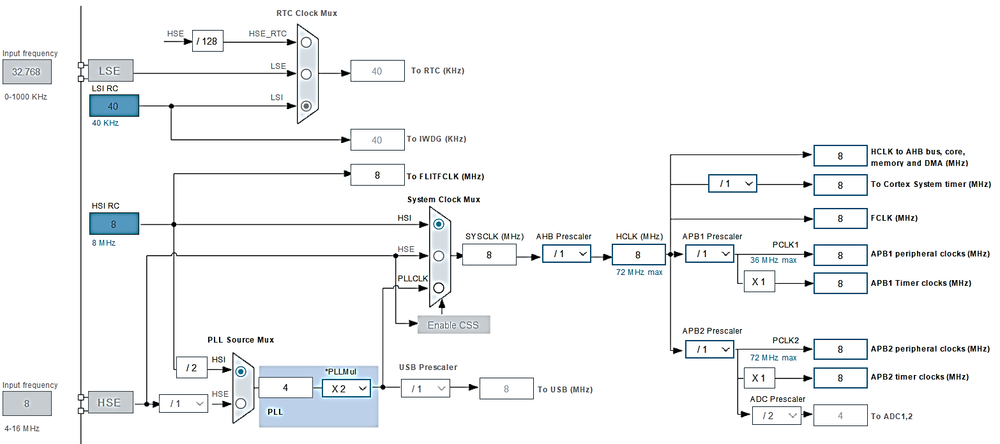 RTC Clock Mux
HSE
/ 128
HSE_RTC
Input frequency
32.768
0-1000 KHz
LSE
LSE
40
To RTC (KHz)
LSI RC
40
40 KHz
LSI
40
To IWDG (KHz)
8
To FLITFCLK (MHz)
HSI RC
8
8 MHz
System Clock Mux
HSI
HSE
PLLCLK
Enable CSS
SYSCLK (MHz)
8
AHB Prescaler
/ 1
HCLK (MHz)
8
72 MHz max
8
HCLK to AHB bus, core,
memory and DMA (MHz)
/ 1
8
To Cortex System timer (MHz)
8
FCLK (MHz)
APB1 Prescaler
/ 1
PCLK1
36 MHz max
8
APB1 peripheral clocks (MHz)
X 1
8
APB1 Timer clocks (MHz)
APB2 Prescaler
/ 1
PCLK2
72 MHz max
8
APB2 peripheral clocks (MHz)
X 1
8
APB2 timer clocks (MHz)
ADC Prescaler
/ 2
4
To ADC1,2
PLL Source Mux
/ 2
HSI
Input frequency
8
4-16 MHz
HSE
/ 1
HSE
4
*PLLMul
X 2
PLL
USB Prescaler
/ 1
8
To USB (MHz)